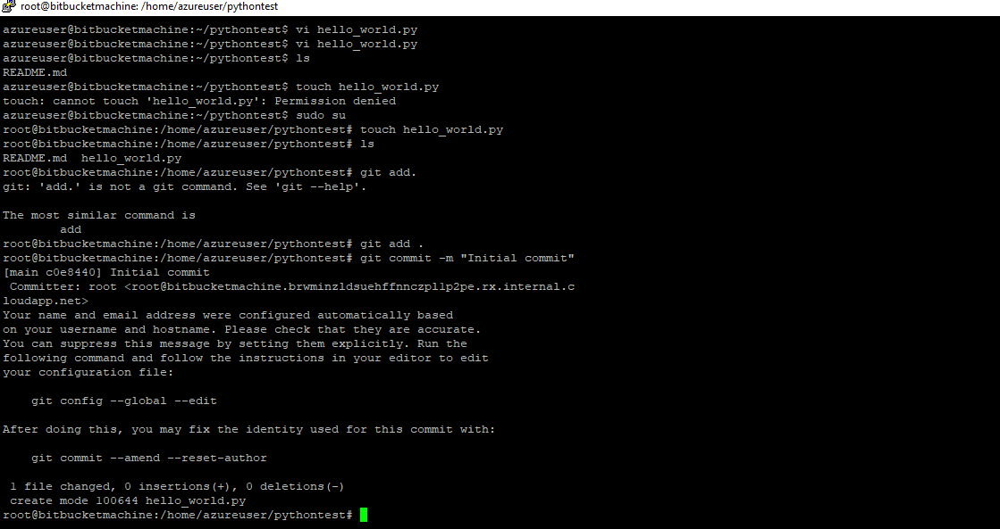 root@bitbucketmachine: /home/azureuser/pythontest
azureuser@bitbucketmachine:~/pythontest$ vi hello_world.py
azureuser@bitbucketmachine:~/pythontest$ vi hello_world.py
azureuser@bitbucketmachine:~/pythontest$ ls
README.md
azureuser@bitbucketmachine:~/pythontest$ touch hello_world.py
touch: cannot touch 'hello_world.py': Permission denied
azureuser@bitbucketmachine:~/pythontest$ sudo su
root@bitbucketmachine:/home/azureuser/pythontest# touch hello_world.py
root@bitbucketmachine:/home/azureuser/pythontest# ls
README.md  hello_world.py
root@bitbucketmachine:/home/azureuser/pythontest# git add.
git: 'add.' is not a git command. See 'git --help'.

The most similar command is
        add
root@bitbucketmachine:/home/azureuser/pythontest# git add .
root@bitbucketmachine:/home/azureuser/pythontest# git commit -m "Initial commit"
[main c0e8440] Initial commit
 Committer: root <root@bitbucketmachine.brwminzldsuehffnnczpl1p2pe.rx.internal.c
loudapp.net>
Your name and email address were configured automatically based
on your username and hostname. Please check that they are accurate.
You can suppress this message by setting them explicitly. Run the
following command and follow the instructions in your editor to edit
your configuration file:

    git config --global --edit

After doing this, you may fix the identity used for this commit with:

    git commit --amend --reset-author

 1 file changed, 0 insertions(+), 0 deletions(-)
 create mode 100644 hello_world.py
root@bitbucketmachine:/home/azureuser/pythontest#